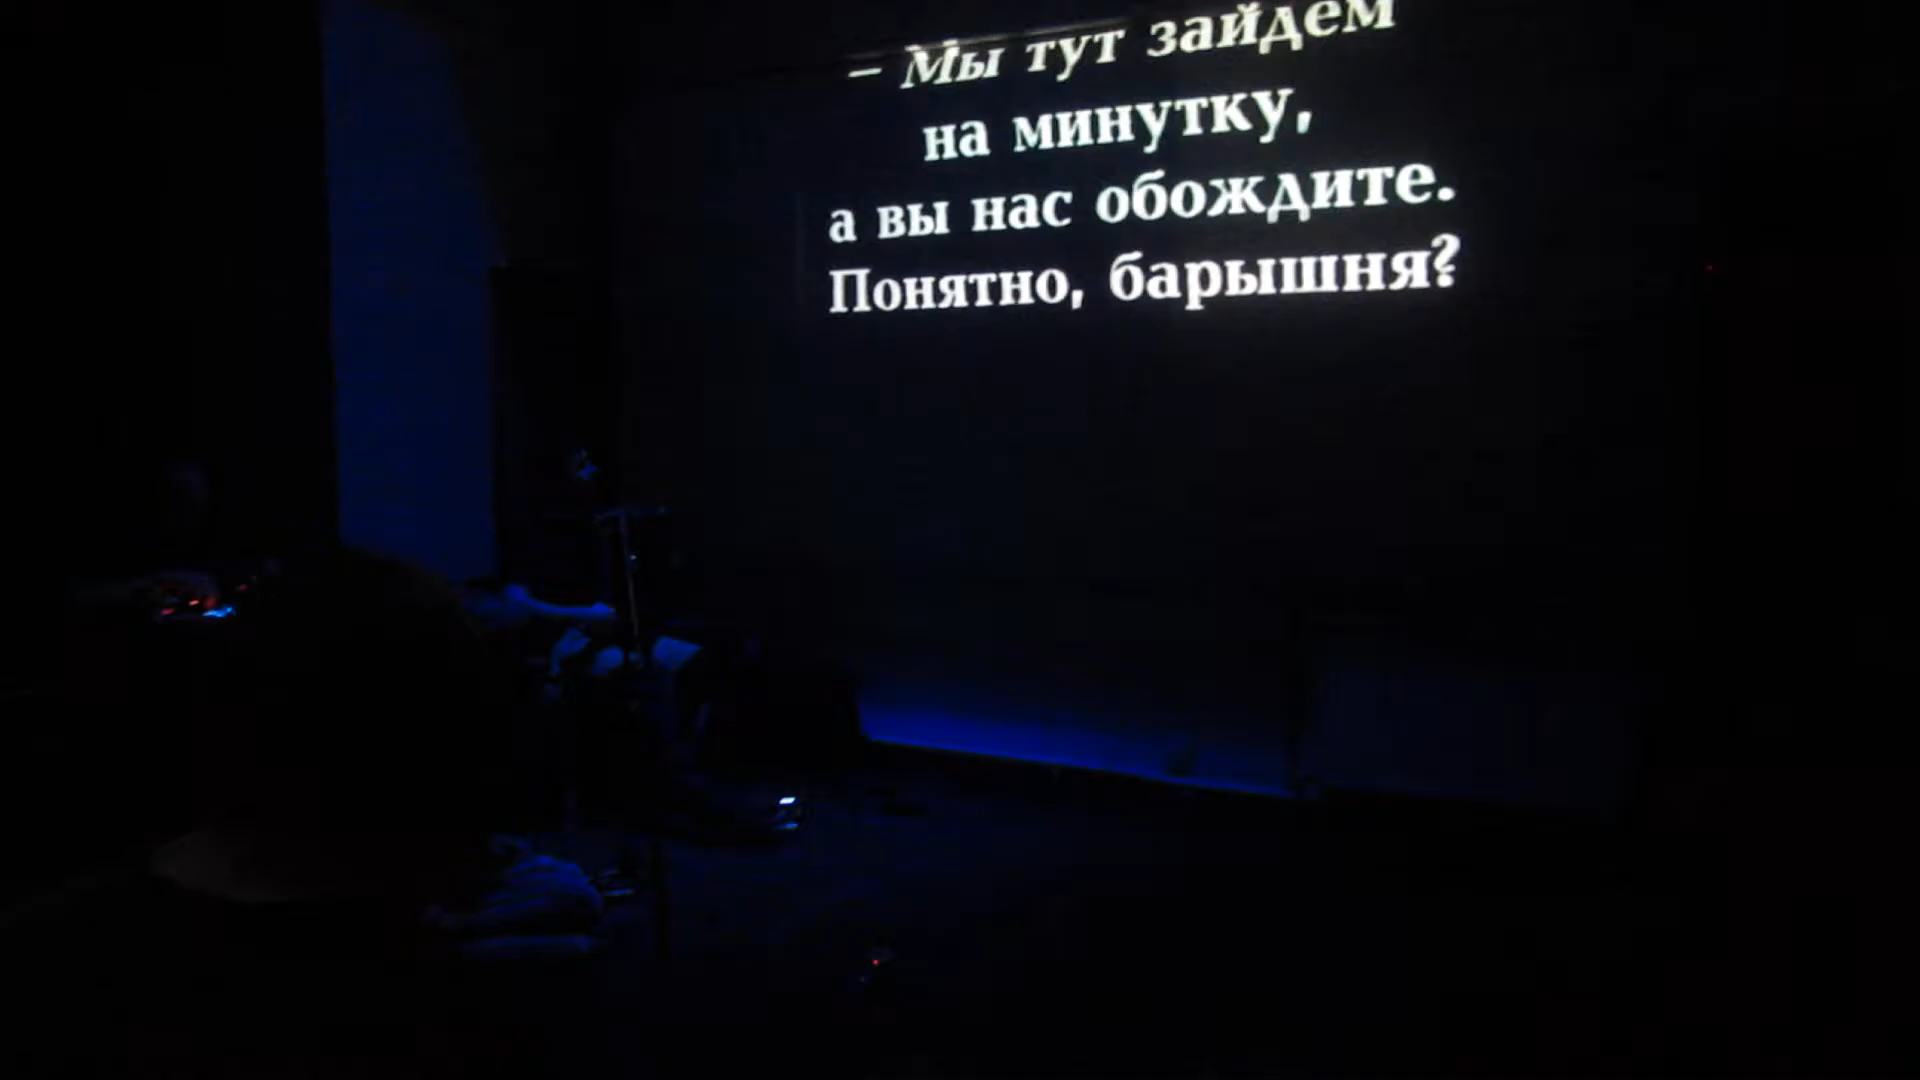 – Мы тут зайдем
на минутку,
а вы нас обождите.
Понятно, барышня?